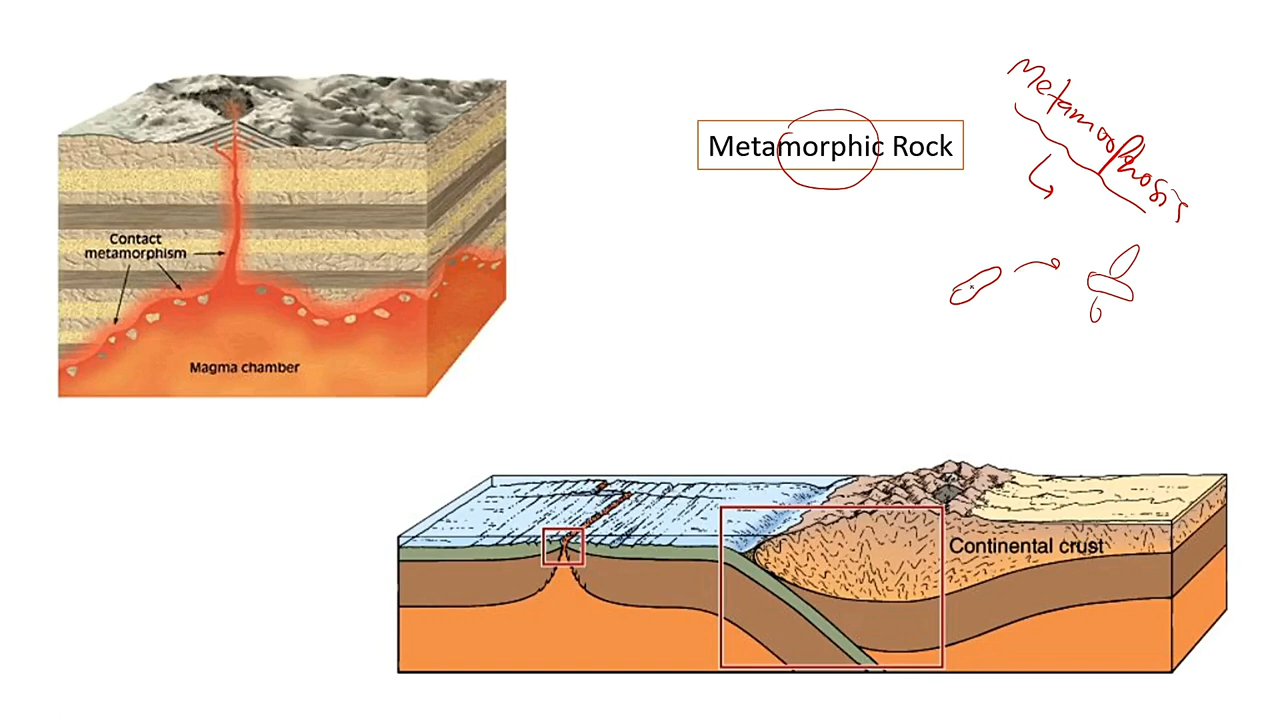 Metamorphosis
Metamorphic Rock
Contact
metamorphism
Magma chamber
Continental crust